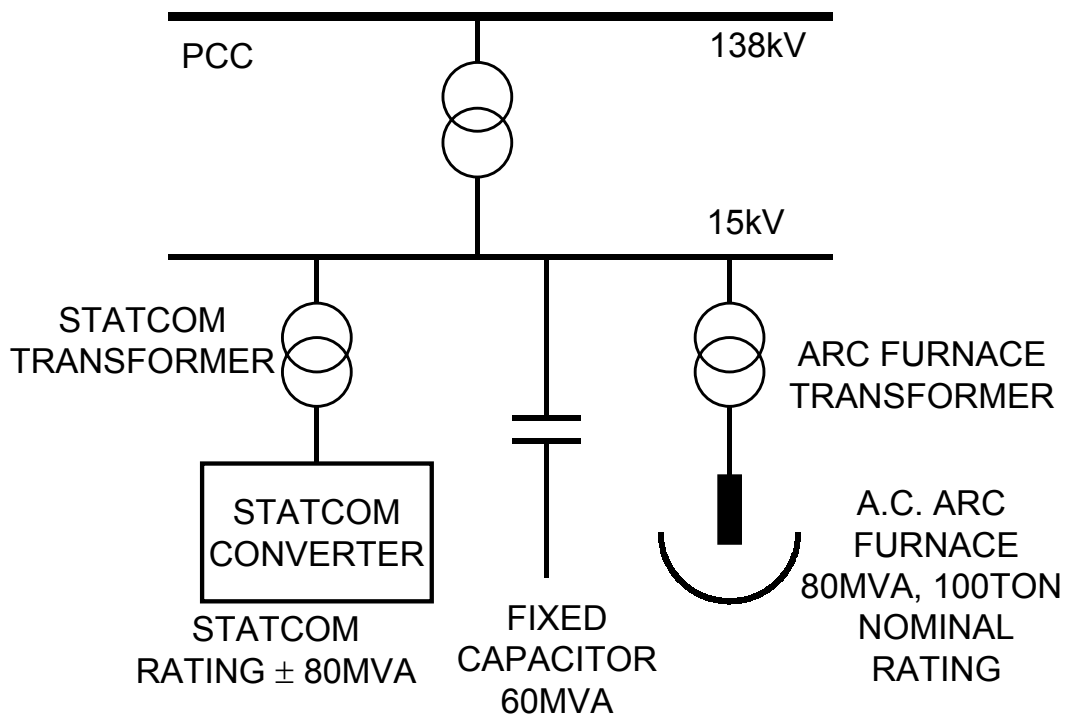 PCC
138kV
15kV
STATCOM
TRANSFORMER
ARC FURNACE
TRANSFORMER
STATCOM
CONVERTER
STATCOM
RATING ± 80MVA
FIXED
CAPACITOR
60MVA
A.C. ARC
FURNACE
80MVA, 100TON
NOMINAL
RATING